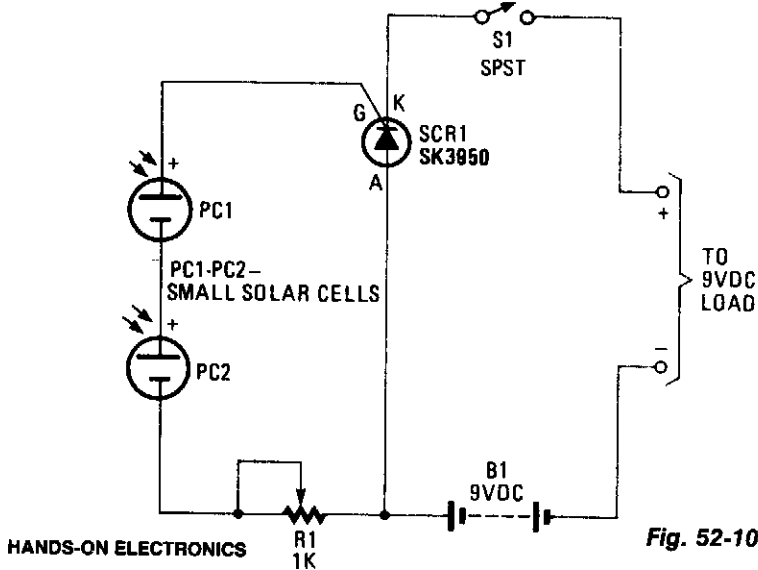 S1
SPST
G
K
SCR1
SK3950
A
+
PC1
PC1-PC2–
SMALL SOLAR CELLS
+
PC2
+
TO
9VDC
LOAD
–
B1
9VDC
R1
1K
HANDS-ON ELECTRONICS
Fig. 52-10